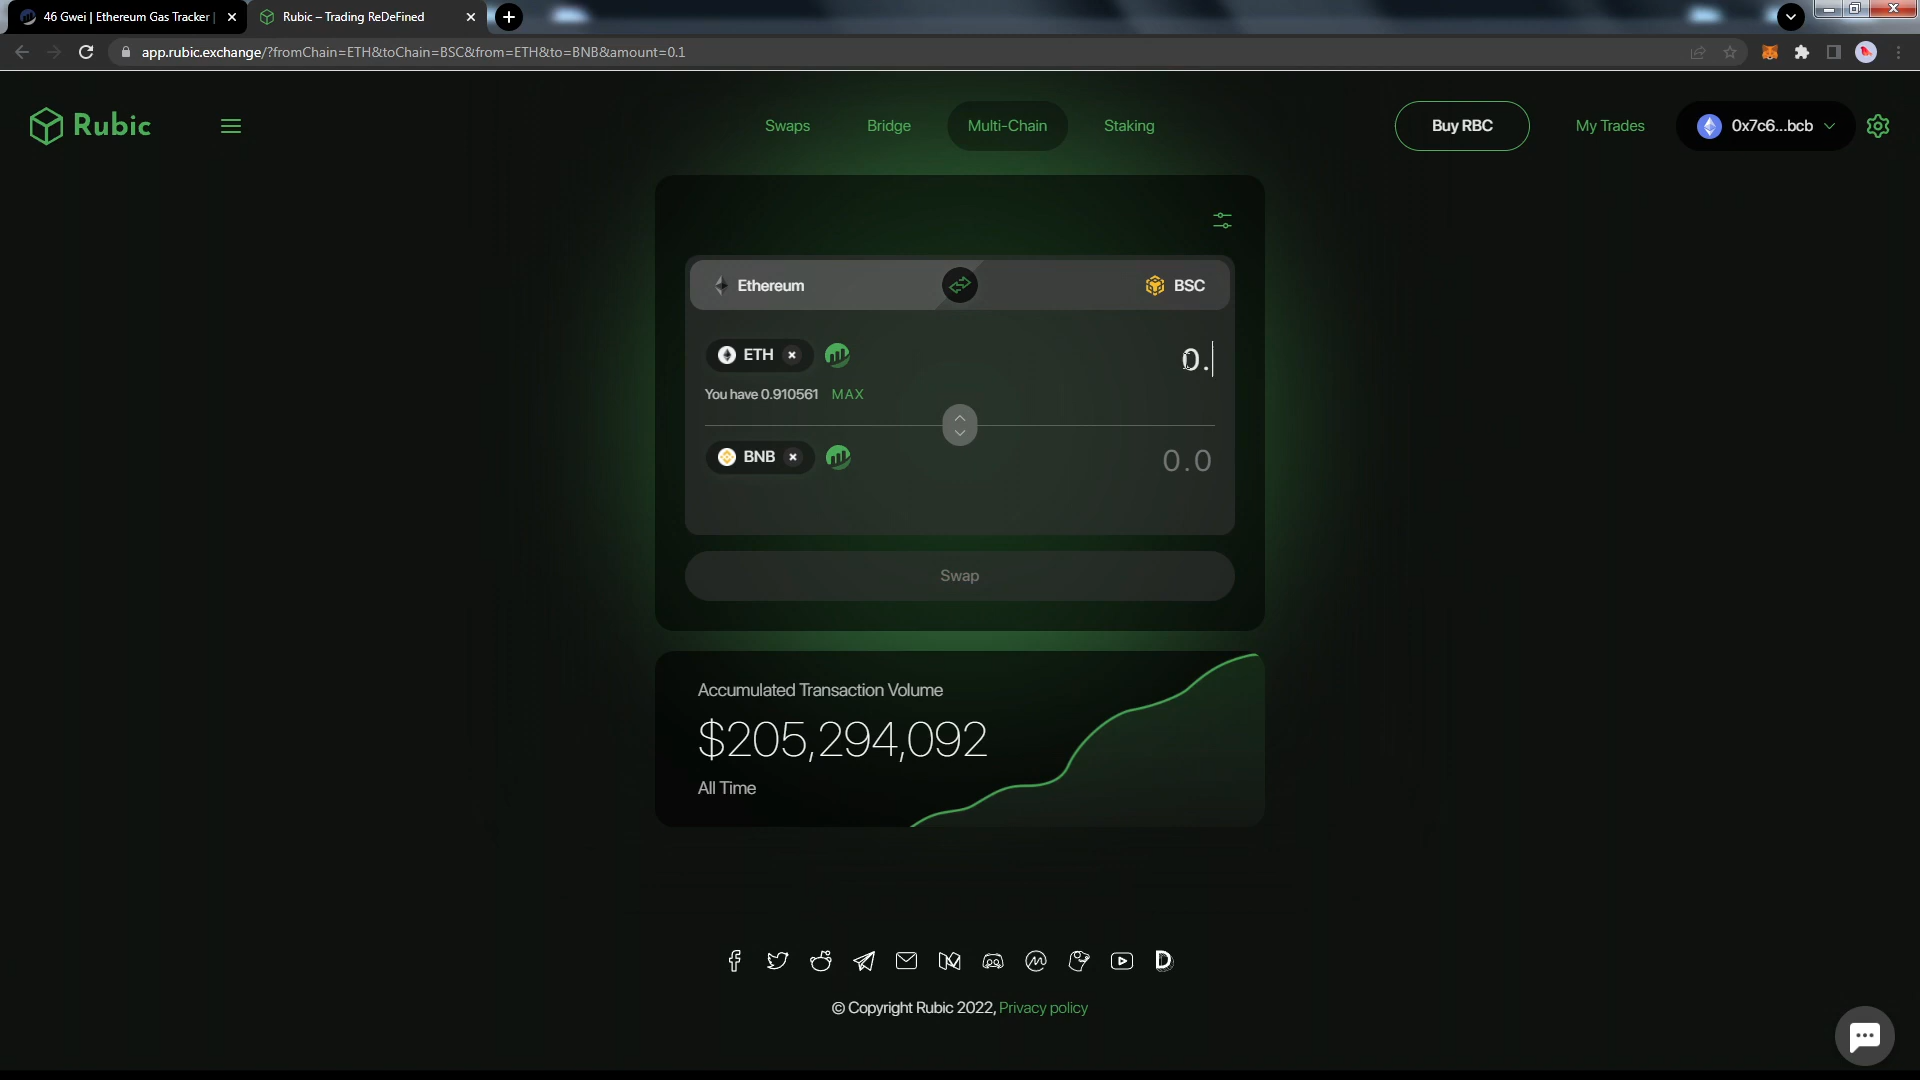 46 Gwei | Ethereum Gas Tracker |
Rubic – Trading ReDeFined
app.rubic.exchange/?fromChain=ETH&toChain=BSC&from=ETH&to=BNB&amount=0.1
Rubic
Swaps
Bridge
Multi-Chain
Staking
Buy RBC
My Trades
0x7c6...bcb
Ethereum
BSC
ETH
0.
You have 0.910561 MAX
BNB
0.0
Swap
Accumulated Transaction Volume
$205,294,092
All Time
© Copyright Rubic 2022, Privacy policy